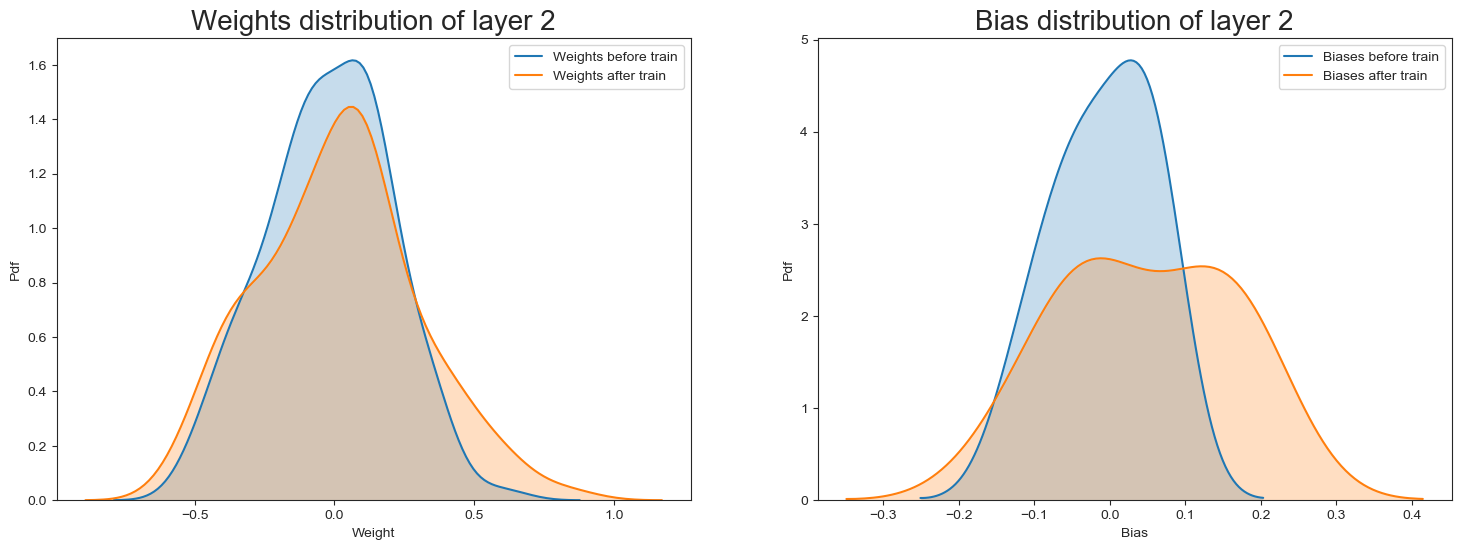 Weights distribution of layer 2
Weights before train
Weights after train
1.6
1.4
1.2
1.0
0.8
0.6
0.4
0.2
0.0
Pdf
−0.5
0.0
0.5
1.0
Weight
Bias distribution of layer 2
Biases before train
Biases after train
5
4
3
2
1
0
Pdf
−0.3
−0.2
−0.1
0.0
0.1
0.2
0.3
0.4
Bias